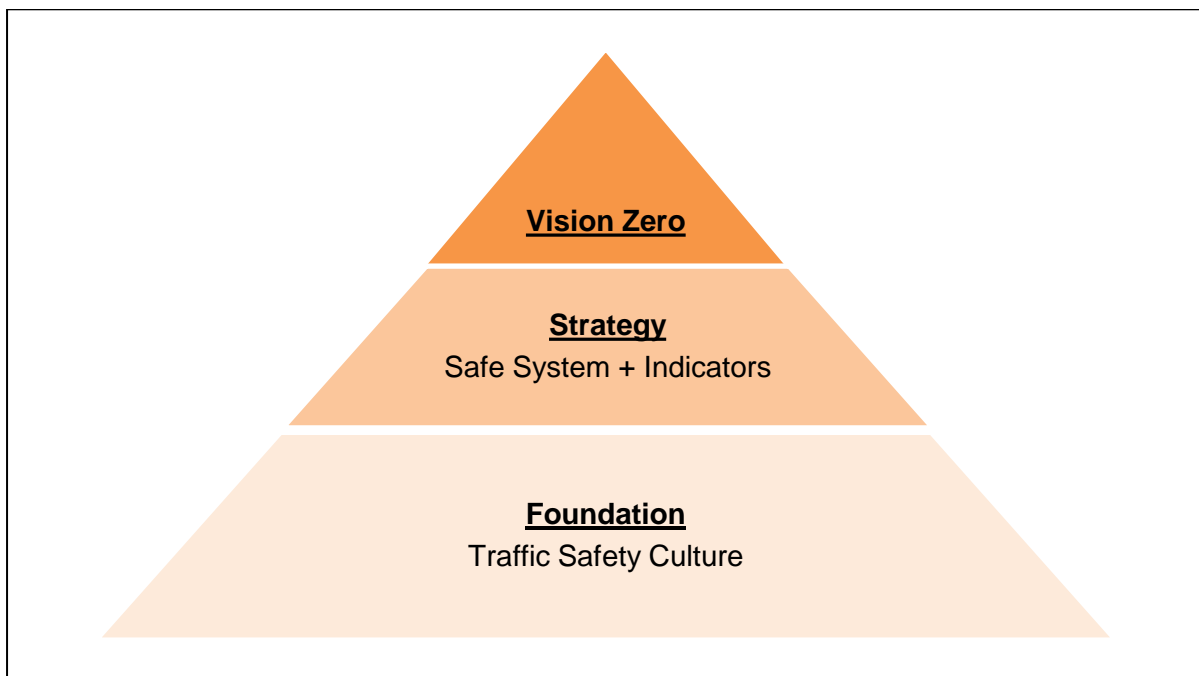 Vision Zero
Strategy
Safe System + Indicators
Foundation
Traffic Safety Culture